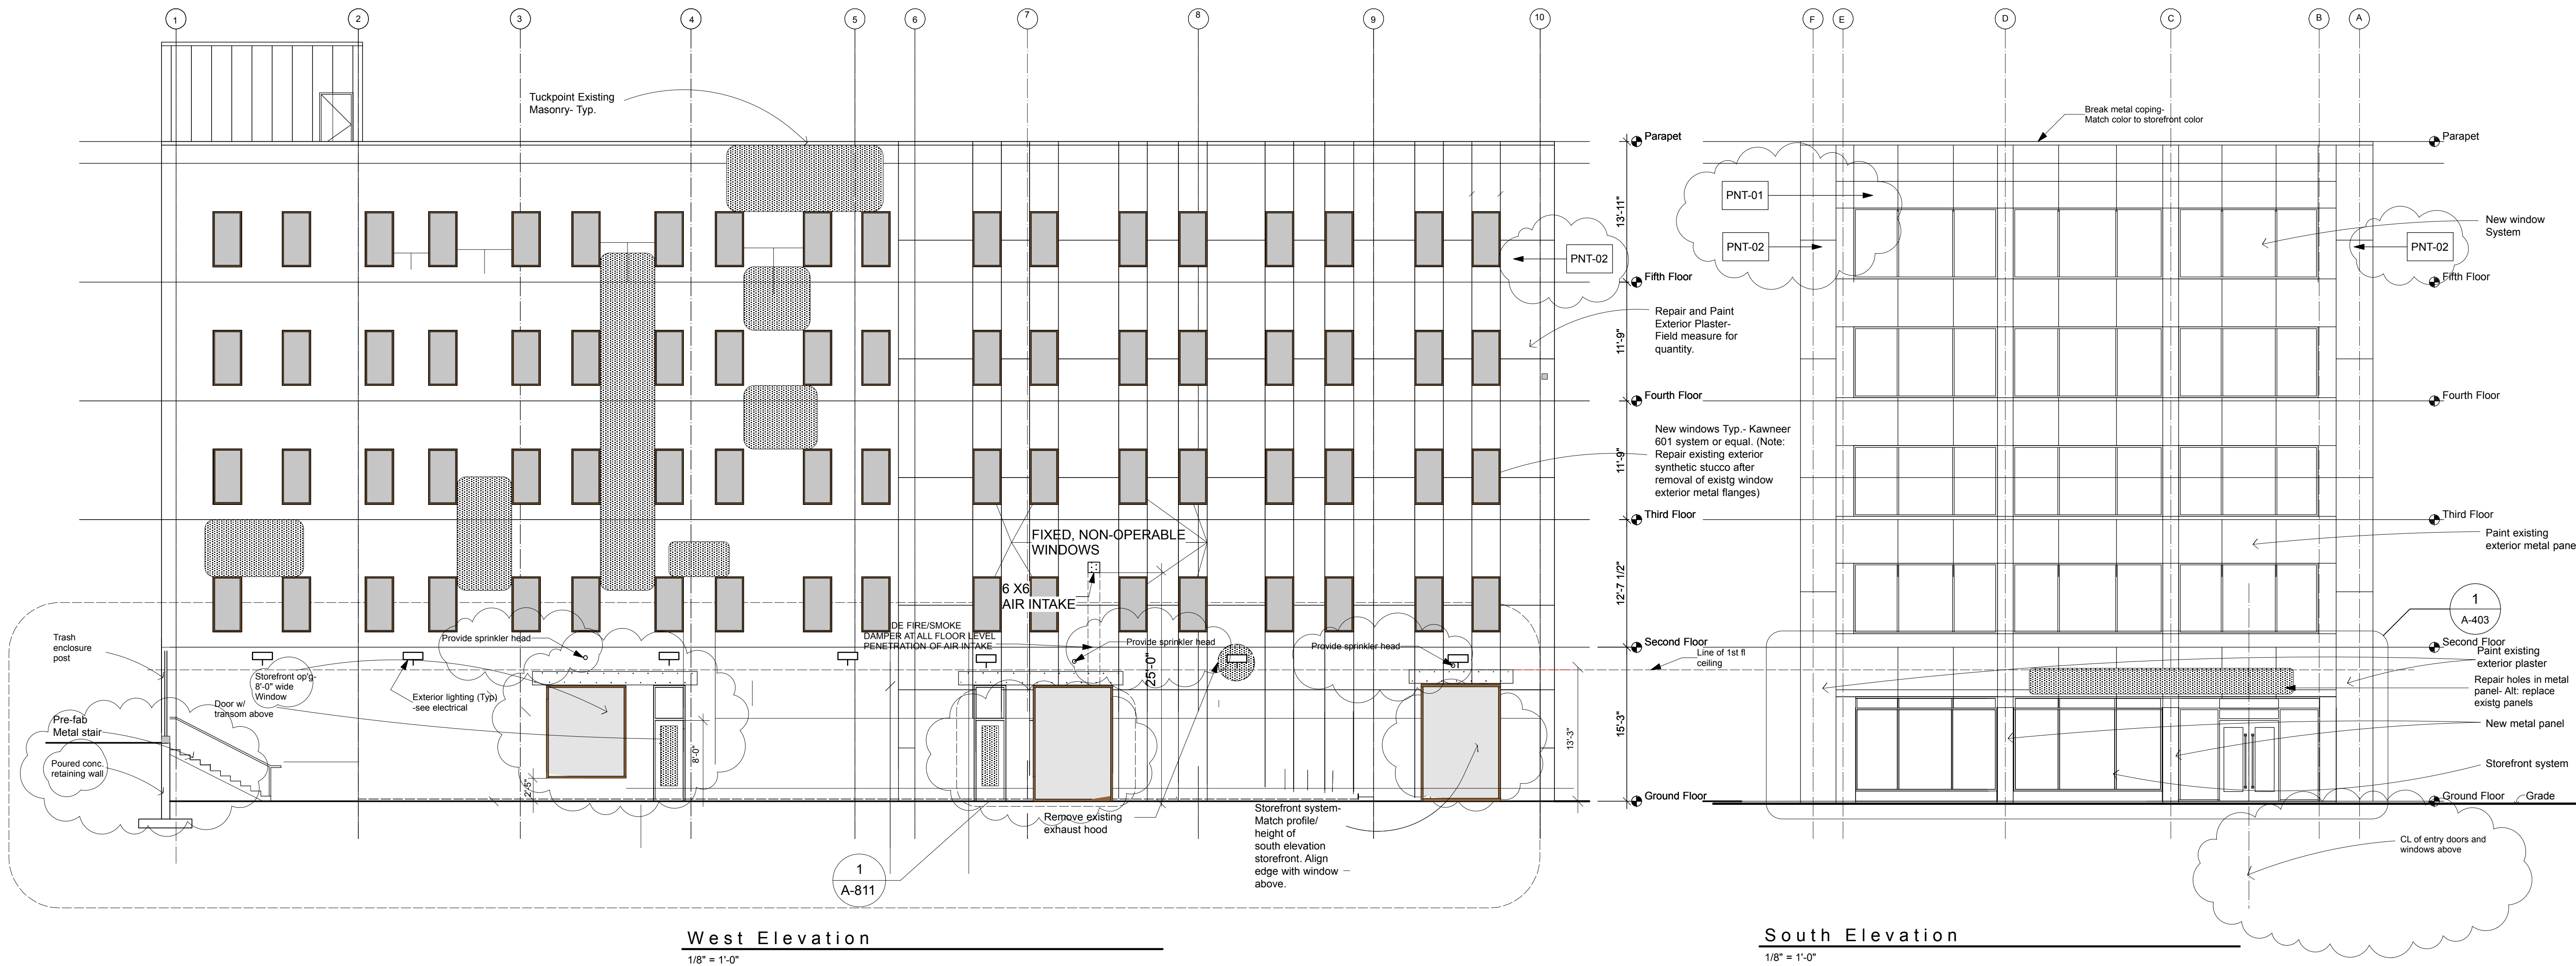 1
2
3
4
5
6
7
8
9
10
F
E
D
C
B
A
Tuckpoint Existing
Masonry- Typ.
Break metal coping-
Match color to storefront color
Parapet
Parapet
PNT-01
PNT-02
PNT-02
PNT-02
13'-11"
New window
System
Fifth Floor
Fifth Floor
Repair and Paint
Exterior Plaster-
Field measure for
quantity.
11'-9"
Fourth Floor
Fourth Floor
New windows Typ.- Kawneer
601 system or equal. (Note:
Repair existing exterior
synthetic stucco after
removal of existg window
exterior metal flanges)
11'-9"
Third Floor
Third Floor
FIXED, NON-OPERABLE
WINDOWS
Paint existing
exterior metal pane
6 X6
AIR INTAKE
12'-7 1/2"
1
A-403
DE FIRE/SMOKE
DAMPER AT ALL FLOOR LEVEL
PENETRATION OF AIR INTAKE
Trash
enclosure
post
Provide sprinkler head
Provide sprinkler head
Provide sprinkler head
Second Floor
Second Floor
Line of 1st fl
ceiling
Paint existing
exterior plaster
Storefront op'g-
8'-0" wide
Window
25'-0"
Repair holes in metal
panel- Alt: replace
existg panels
Exterior lighting (Typ)
-see electrical
Door w/
transom above
Pre-fab
Metal stair
New metal panel
8'-0"
13'-3"
15'-3"
Poured conc.
retaining wall
Storefront system
2'-5"
Ground Floor
Ground Floor
Grade
Remove existing
exhaust hood
Storefront system-
Match profile/
height of
south elevation
storefront. Align
edge with window
above.
CL of entry doors and
windows above
1
A-811
West Elevation
1/8" = 1'-0"
South Elevation
1/8" = 1'-0"